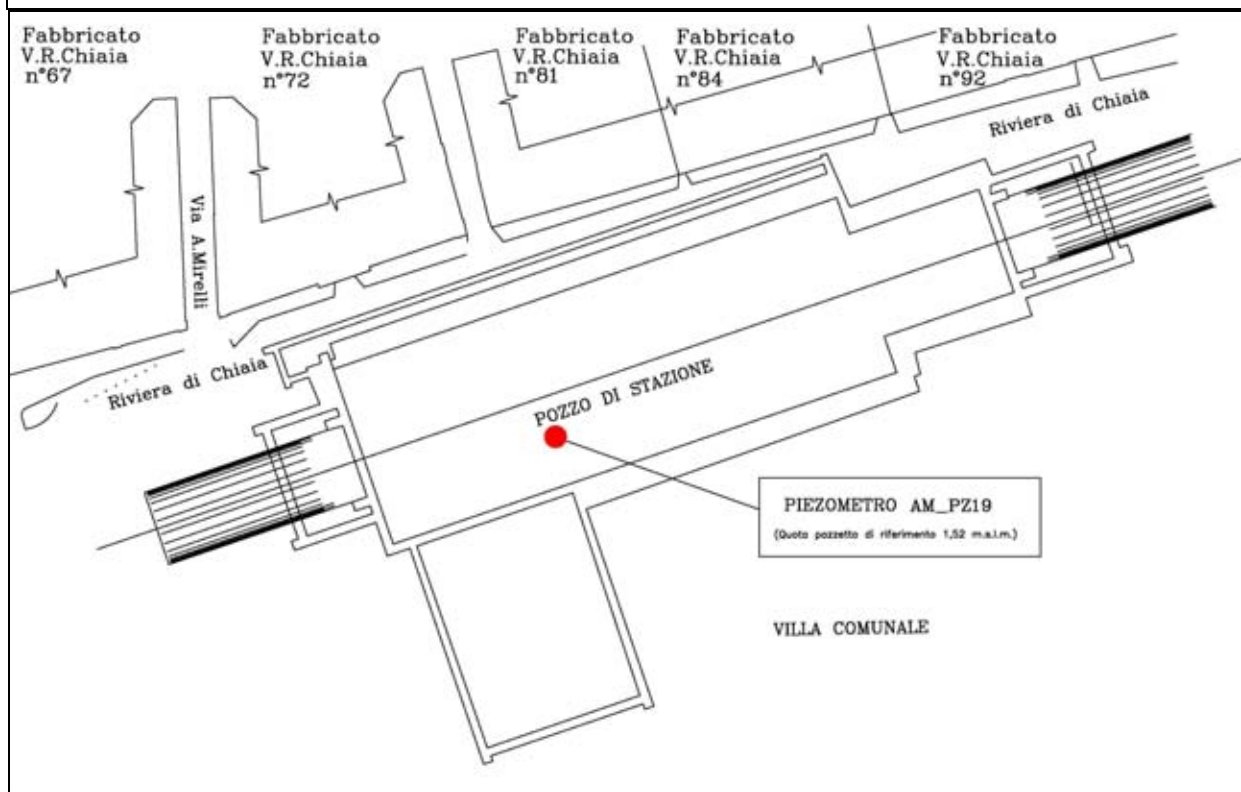 Fabbricato
V.R.Chiaia
n°67
Fabbricato
V.R.Chiaia
n°72
Fabbricato
V.R.Chiaia
n°81
Fabbricato
V.R.Chiaia
n°84
Fabbricato
V.R.Chiaia
n°92
Riviera di Chiaia
Via A.Mirelli
Riviera di Chiaia
POZZO DI STAZIONE
PIEZOMETRO AM_PZ19
(Quota pozzetto di riferimento 1,52 m.s.l.m.)
VILLA COMUNALE